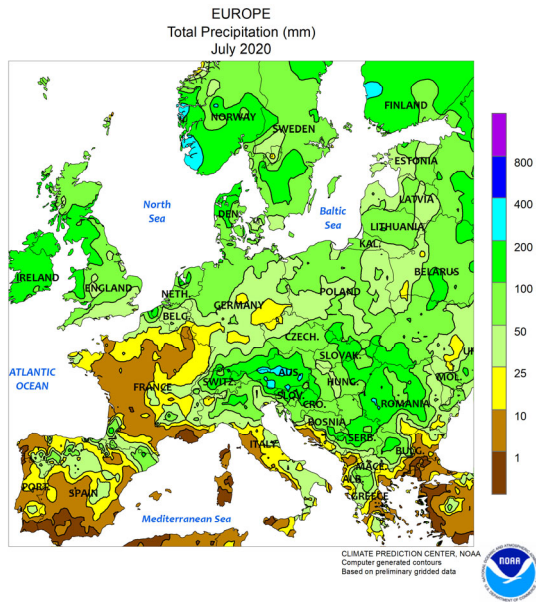 EUROPE
Total Precipitation (mm)
July 2020
NORWAY
FINLAND
SWEDEN
ESTONIA
LATVIA
North
Sea
Baltic
Sea
DEN.
LITHUANIA
KAL.
BELARUS
IRELAND
ENGLAND
NETH.
BELG.
GERMANY
POLAND
CZECH.
SLOVAK.
ATLANTIC
OCEAN
FRANCE
SWITZ.
AUS.
HUNG.
MOL.
SLOV.
CRO.
ROMANIA
BOSNIA
SERB.
ITALY
BULG.
MACE.
ALB.
GREECE
PORT.
SPAIN
Mediterranean Sea
800
400
200
100
50
25
10
1
CLIMATE PREDICTION CENTER, NOAA
Computer generated contours
Based on preliminary gridded data
NOAA